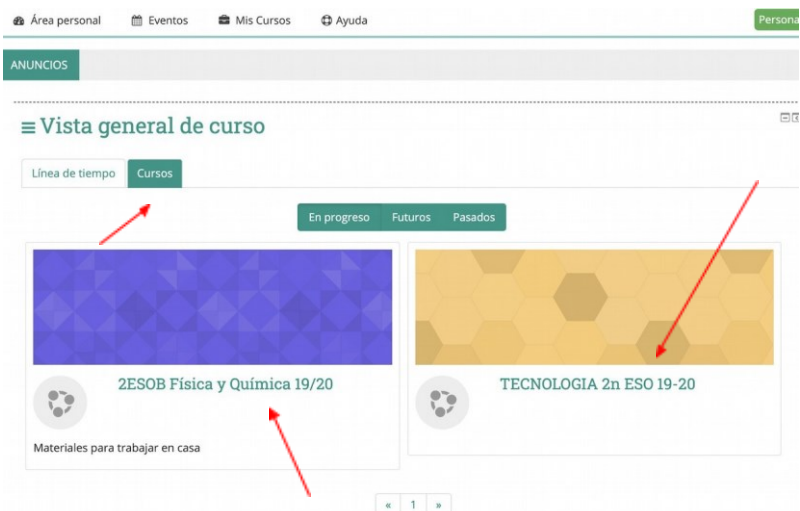 Área personal Eventos Mis Cursos Ayuda Persona
ANUNCIOS
Vista general de curso
Línea de tiempo Cursos
En progreso Futuros Pasados
2ESOB Física y Química 19/20
Materiales para trabajar en casa
TECNOLOGIA 2n ESO 19-20
« 1 »